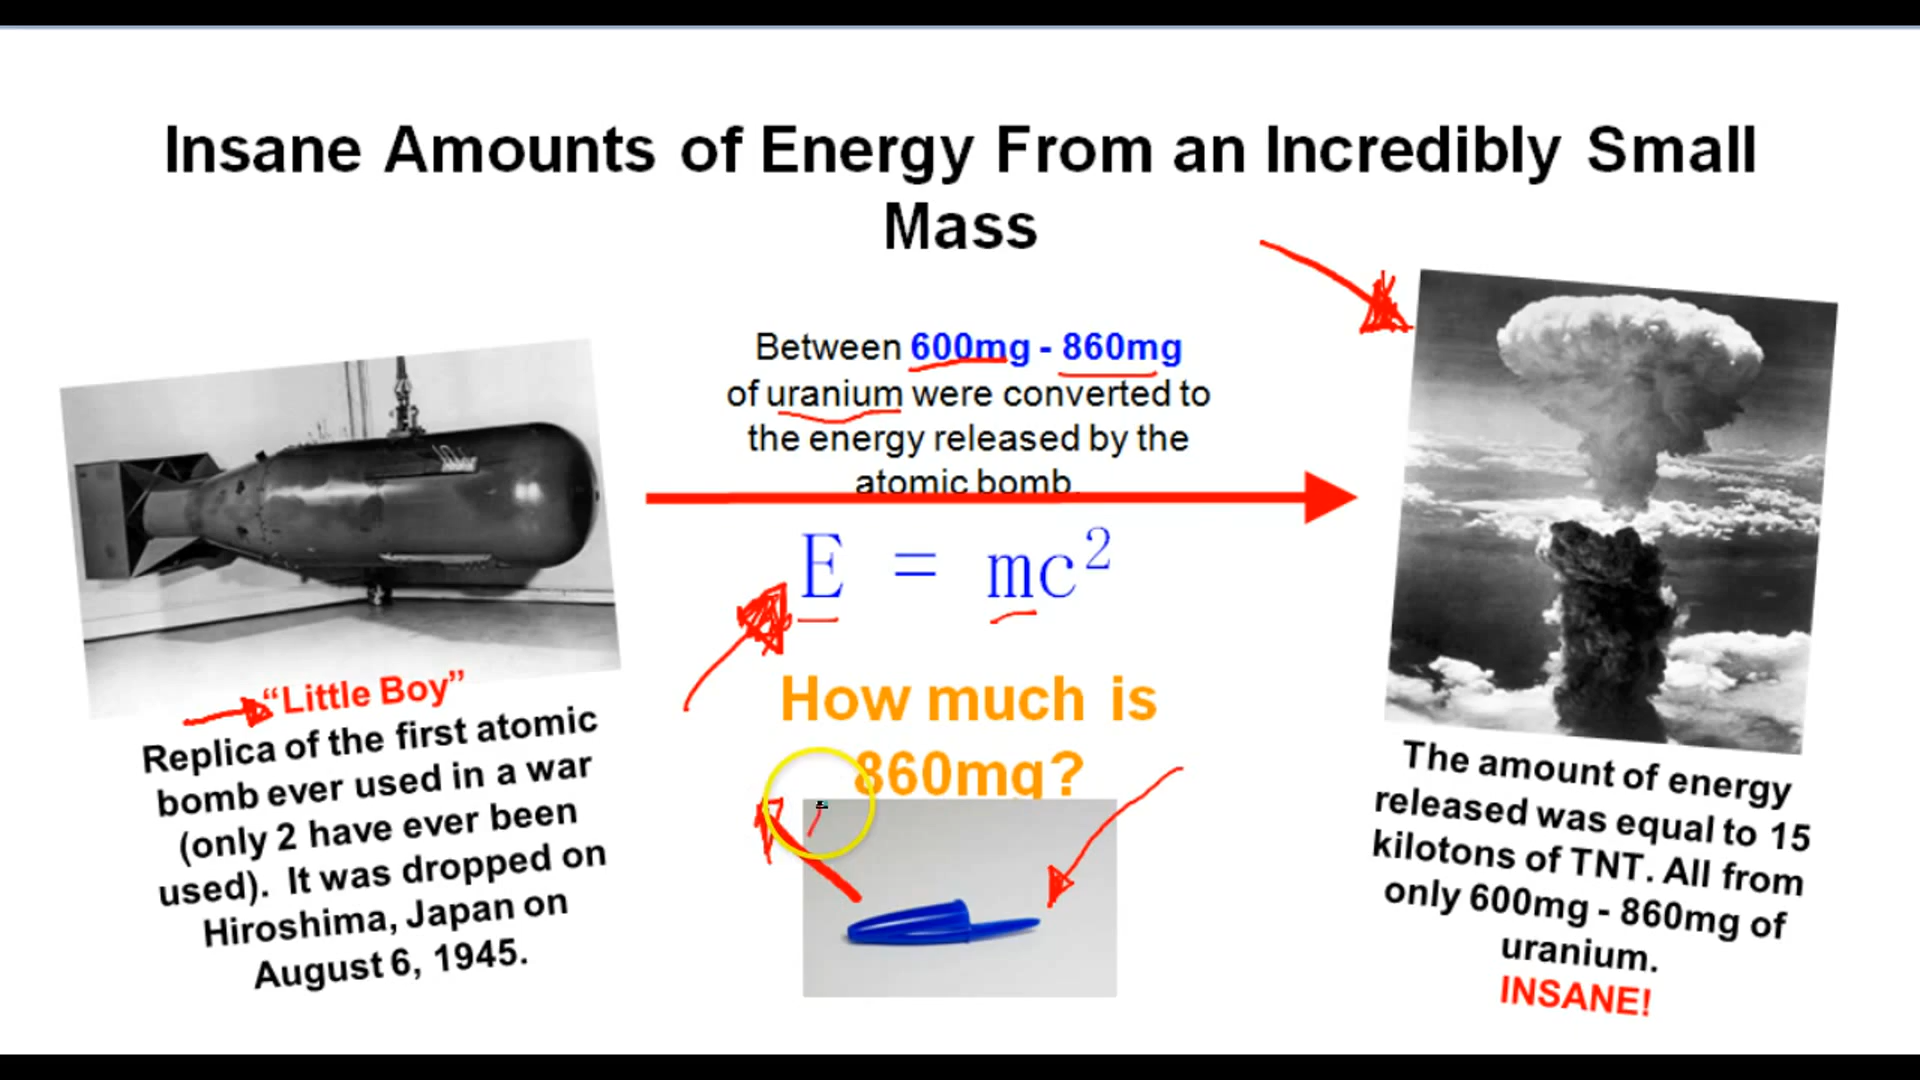 Insane Amounts of Energy From an Incredibly Small
Mass
Between 600mg - 860mg
of uranium were converted to
the energy released by the
atomic bomb.
E = mc²
How much is
860mg?
“Little Boy”
Replica of the first atomic
bomb ever used in a war
(only 2 have ever been
used). It was dropped on
Hiroshima, Japan on
August 6, 1945.
The amount of energy
released was equal to 15
kilotons of TNT. All from
only 600mg - 860mg of
uranium.
INSANE!